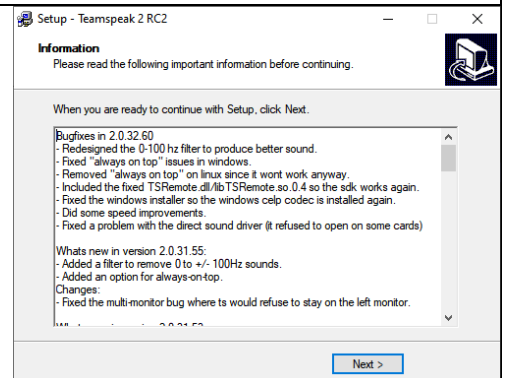 Setup - Teamspeak 2 RC2
Information
Please read the following important information before continuing.
When you are ready to continue with Setup, click Next.
Bugfixes in 2.0.32.60
- Redesigned the 0-100 hz filter to produce better sound.
- Fixed "always on top" issues in windows.
- Removed "always on top" on linux since it wont work anyway.
- Included the fixed TSRemote.dll/libTSRemote.so.0.4 so the sdk works again.
- Fixed the windows installer so the windows celp codec is installed again.
- Did some speed improvements.
- Fixed a problem with the direct sound driver (it refused to open on some cards)
Whats new in version 2.0.31.55:
- Added a filter to remove 0 to +/- 100Hz sounds.
- Added an option for always-on-top.
Changes:
- Fixed the multi-monitor bug where ts would refuse to stay on the left monitor.
Next >